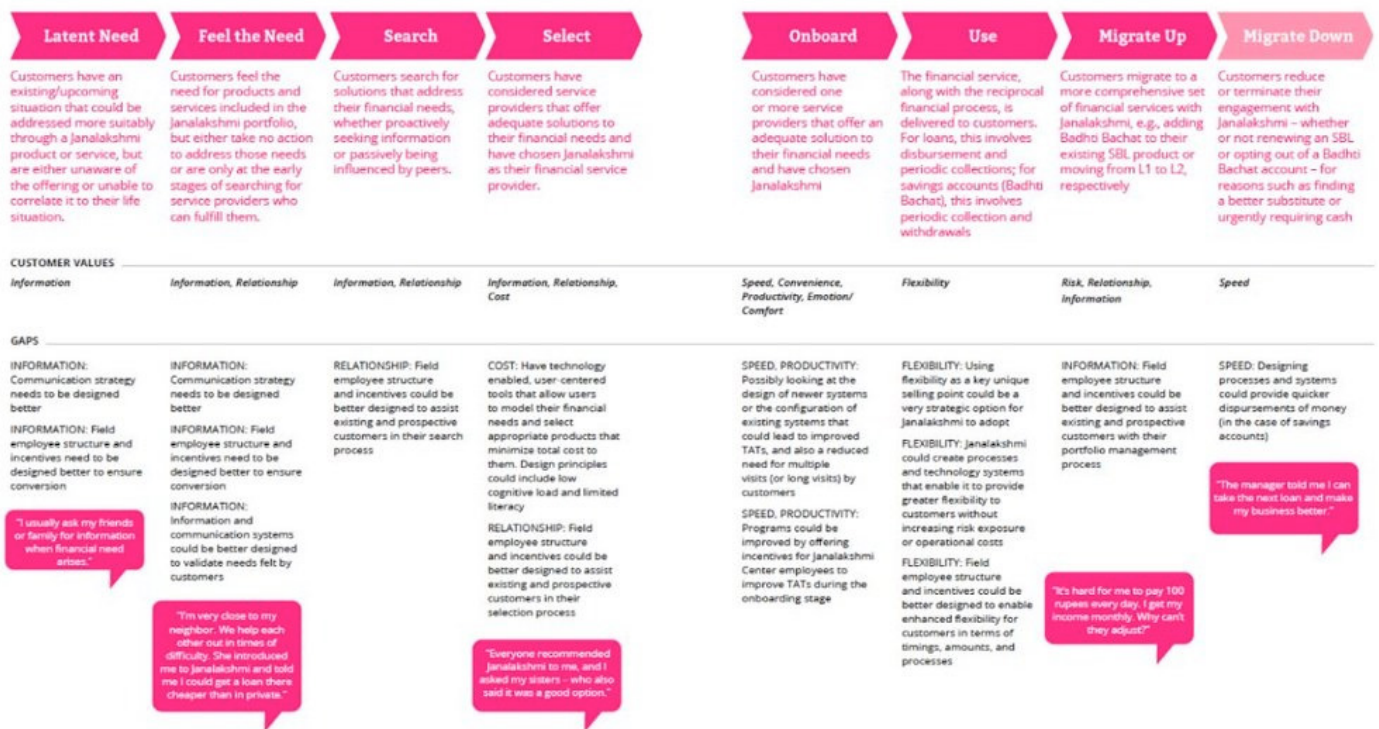 Latent Need
Customers have an
existing/upcoming
situation that could be
addressed more suitably
through a Janalakshmi
product or service, but
are either unaware of
the offering or unable to
correlate it to their life
situation.
Feel the Need
Customers feel the
need for products and
services included in the
Janalakshmi portfolio,
but either take no action
to address those needs
or are only at the early
stages of searching for
service providers who
can fulfill them.
Search
Customers search for
solutions that address
their financial needs,
whether proactively
seeking information
or passively being
influenced by peers.
Select
Customers have
considered service
providers that offer
adequate solutions to
their financial needs and
have chosen Janalakshmi
as their financial service
provider.
Onboard
Customers have
considered one
or more service
providers that offer an
adequate solution to
their financial needs
and have chosen
Janalakshmi
Use
The financial service,
along with the reciprocal
financial process, is
delivered to customers.
For loans, this involves
disbursement and
periodic collections; for
savings accounts (Badhti
Bachat), this involves
periodic collection and
withdrawals
Migrate Up
Customers migrate to a
more comprehensive set
of financial services with
Janalakshmi, e.g., adding
Badhti Bachat to their
existing SBL product or
moving from L1 to L2,
respectively
Migrate Down
Customers reduce
or terminate their
engagement with
Janalakshmi – whether
or not renewing an SBL
or opting out of a Badhti
Bachat account – for
reasons such as finding
a better substitute or
urgently requiring cash
CUSTOMER VALUES
Information
Information, Relationship
Information, Relationship
Information, Relationship,
Cost
Speed, Convenience,
Productivity, Emotion/
Comfort
Flexibility
Risk, Relationship,
Information
Speed
GAPS
INFORMATION:
Communication strategy
needs to be designed
better
INFORMATION: Field
employee structure and
incentives need to be
designed better to ensure
conversion
"I usually ask my friends
or family for information
when financial need
arises."
INFORMATION:
Communication strategy
needs to be designed
better
INFORMATION: Field
employee structure and
incentives need to be
designed better to ensure
conversion
INFORMATION:
Information and
communication systems
could be better designed
to validate needs felt by
customers
"I'm very close to my
neighbor. We help each
other out in times of
difficulty. She introduced
me to Janalakshmi and told
me I could get a loan there
cheaper than in private."
RELATIONSHIP: Field
employee structure
and incentives could be
better designed to assist
existing and prospective
customers in their search
process
COST: Have technology
enabled, user-centered
tools that allow users
to model their financial
needs and select
appropriate products that
minimize total cost to
them. Design principles
could include low
cognitive load and limited
literacy
RELATIONSHIP: Field
employee structure
and incentives could be
better designed to assist
existing and prospective
customers in their
selection process
"Everyone recommended
Janalakshmi to me, and I
asked my sisters – who also
said it was a good option."
SPEED, PRODUCTIVITY:
Possibly looking at the
design of newer systems
or the configuration of
existing systems that
could lead to improved
TATs, and also a reduced
need for multiple
visits (or long visits) by
customers
SPEED, PRODUCTIVITY:
Programs could be
improved by offering
incentives for Janalakshmi
Center employees to
improve TATs during the
onboarding stage
FLEXIBILITY: Using
flexibility as a key unique
selling point could be a
very strategic option for
Janalakshmi to adopt
FLEXIBILITY: Janalakshmi
could create processes
and technology systems
that enable it to provide
greater flexibility to
customers without
increasing risk exposure
or operational costs
FLEXIBILITY: Field
employee structure
and incentives could be
better designed to enable
enhanced flexibility for
customers in terms of
timings, amounts, and
processes
INFORMATION: Field
employee structure
and incentives could be
better designed to assist
existing and prospective
customers with their
portfolio management
process
"It's hard for me to pay 100
rupees every day. I get my
income monthly. Why can't
they adjust?"
SPEED: Designing
processes and systems
could provide quicker
dispursements of money
(in the case of savings
accounts)
"The manager told me I can
take the next loan and make
my business better."